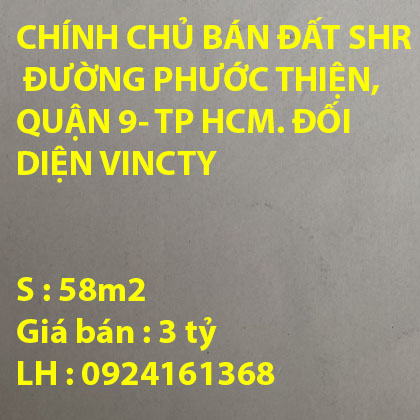 CHÍNH CHỦ BÁN ĐẤT SHR
ĐƯỜNG PHƯỚC THIỆN,
QUẬN 9- TP HCM. ĐỐI
DIỆN VINCTY
S : 58m2
Giá bán : 3 tỷ
LH : 0924161368